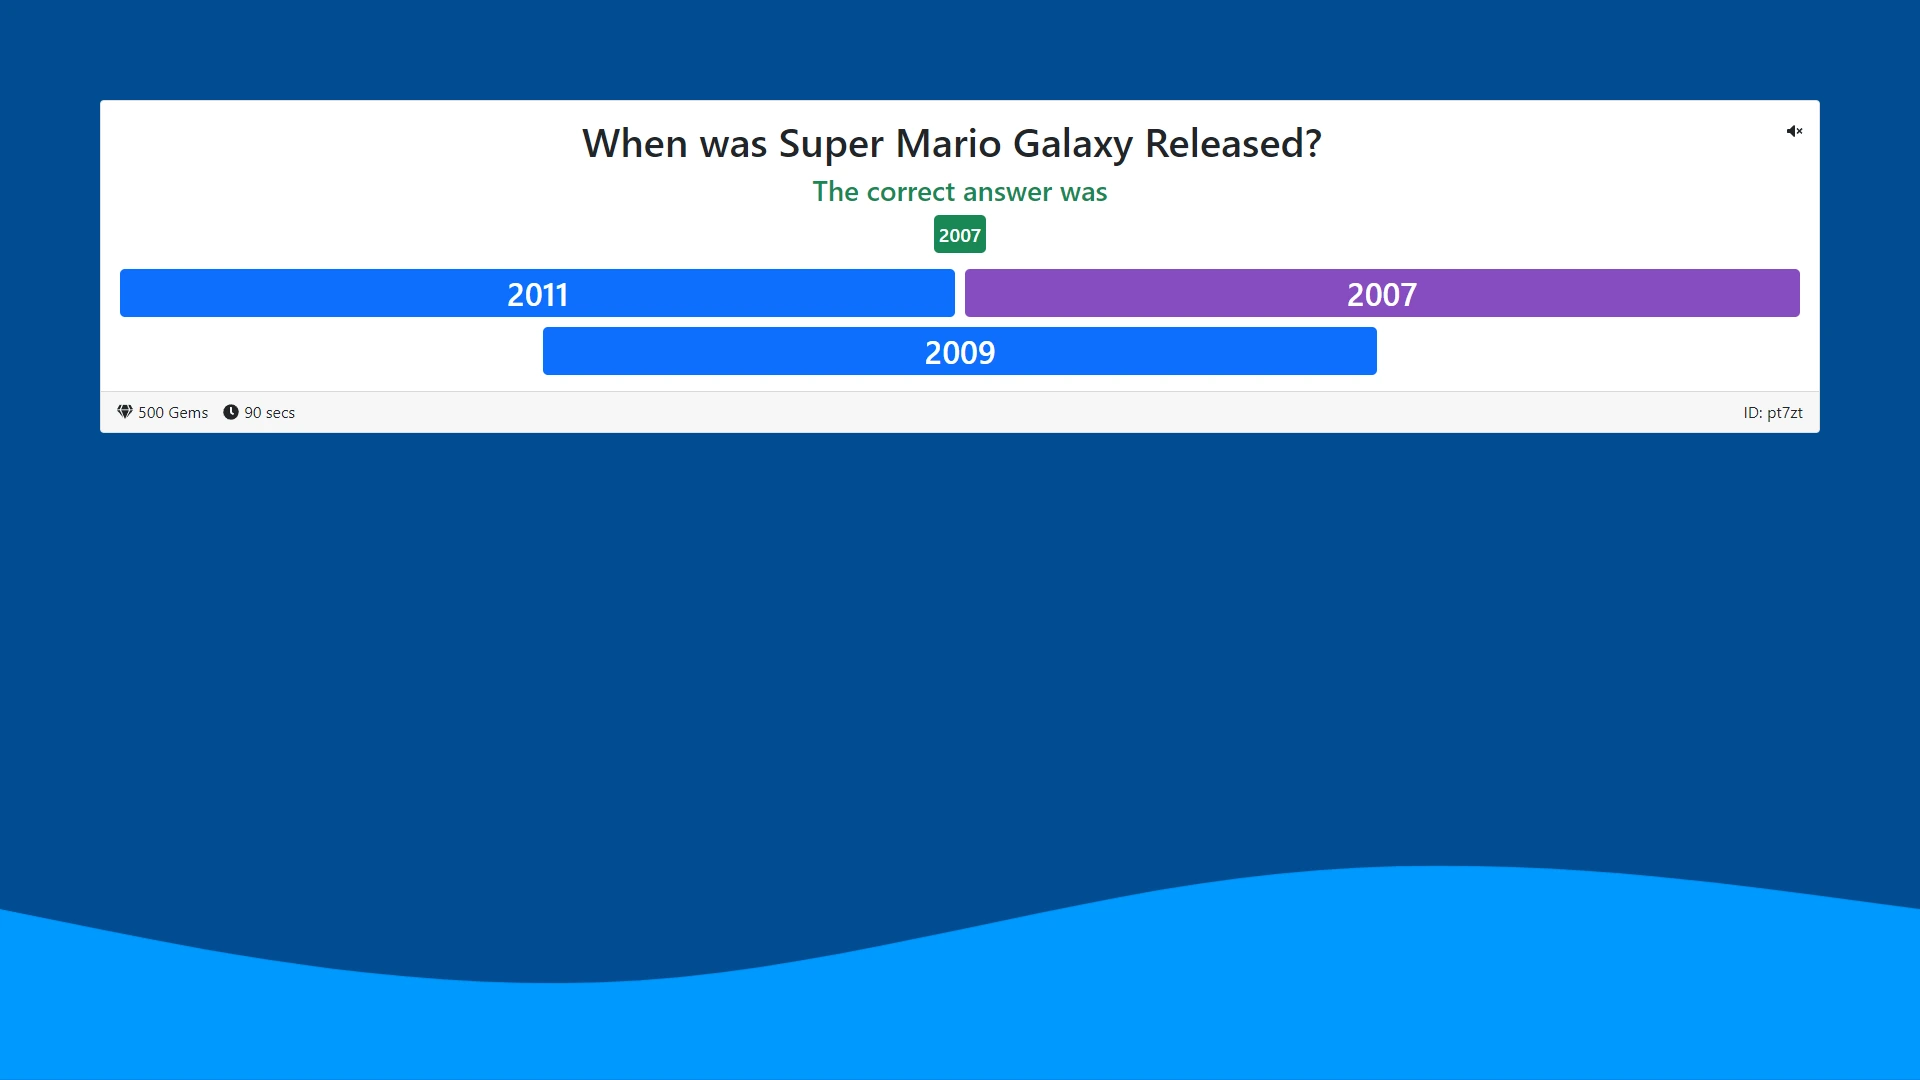 When was Super Mario Galaxy Released?
The correct answer was
2007
2011 2007
2009
500 Gems 90 secs ID: pt7zt